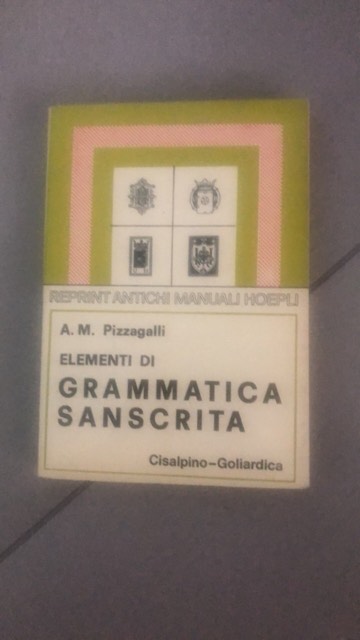 REPRINT ANTICHI MANUALI HOEPLI
A. M. Pizzagalli
ELEMENTI DI
GRAMMATICA
SANSCRITA
Cisalpino-Goliardica